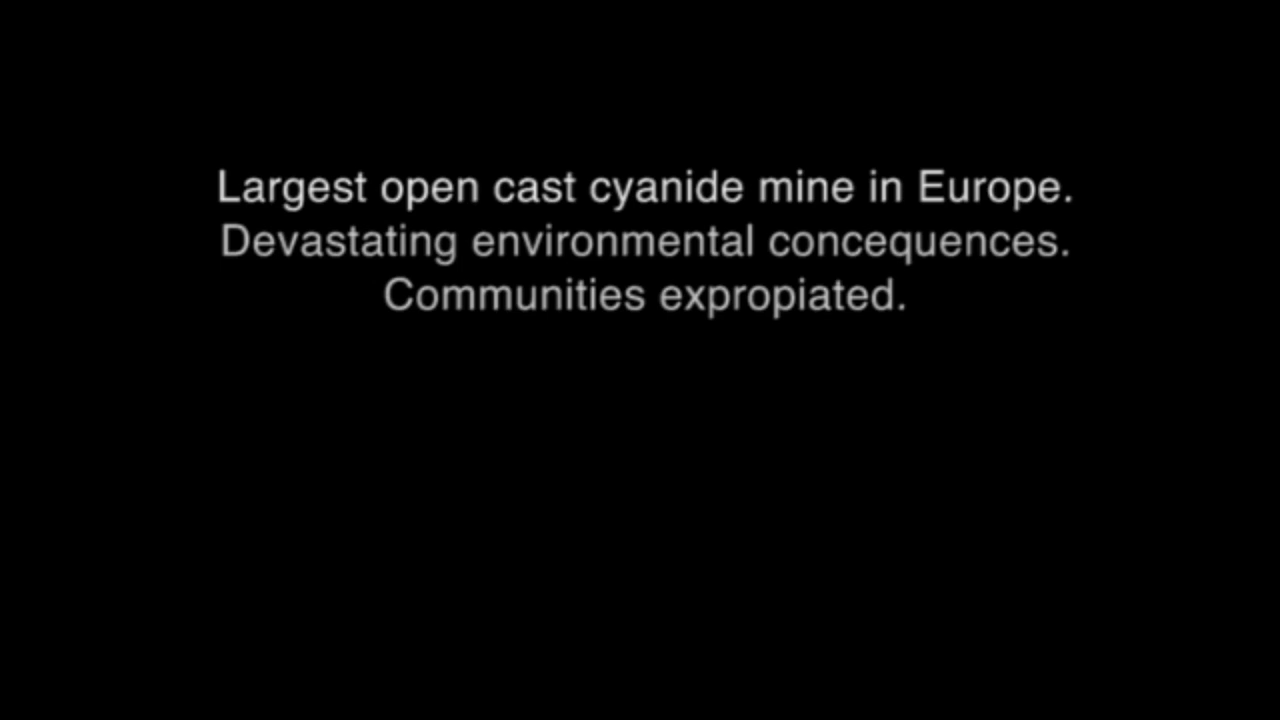 Largest open cast cyanide mine in Europe.
Devastating environmental concequences.
Communities expropiated.